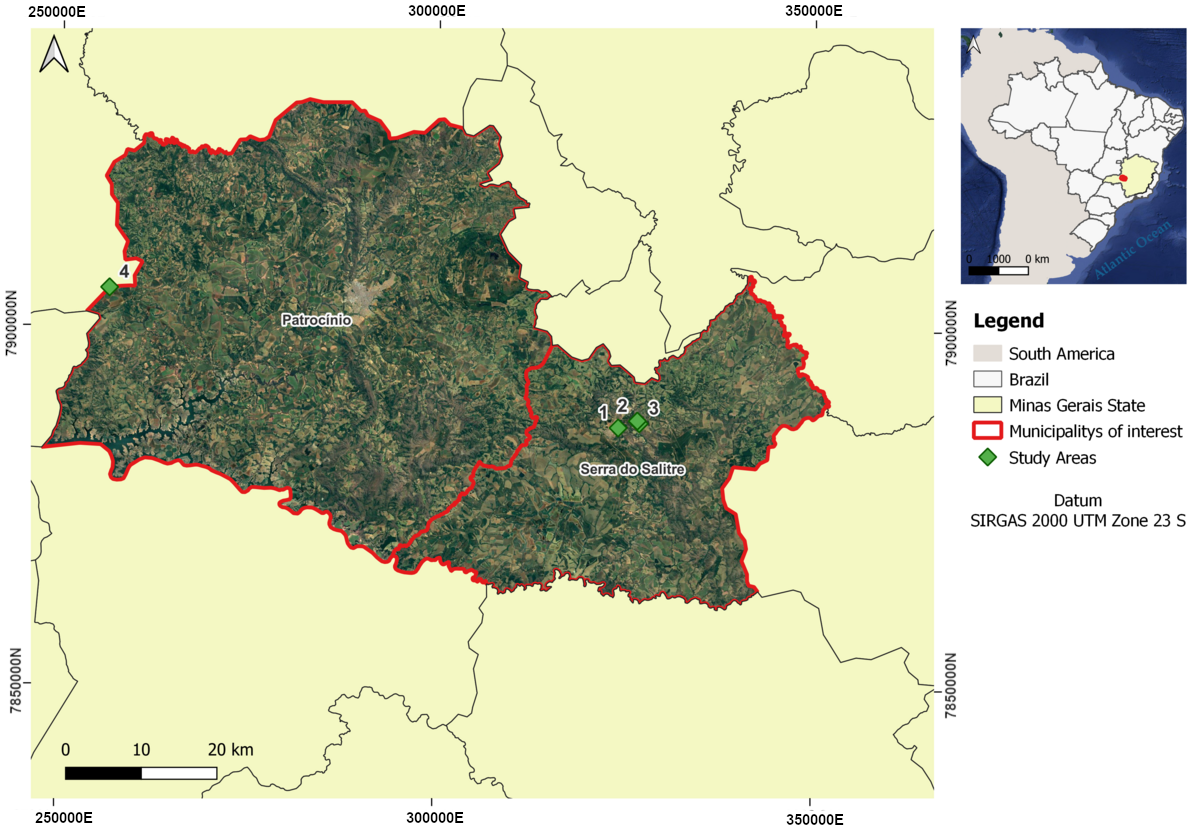 250000E
300000E
350000E
7900000N
7850000N
4
Patrocínio
1
2
3
Serra do Salitre
0
10
20 km
250000E
300000E
350000E
7900000N
7850000N
Atlantic Ocean
0
1000
0 km
Legend
South America
Brazil
Minas Gerais State
Municipalitys of interest
Study Areas
Datum
SIRGAS 2000 UTM Zone 23 S